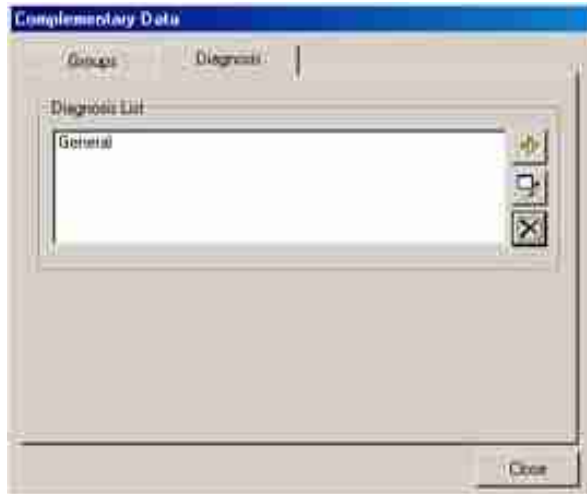 Complementary Data
Groups Diagnosis
Diagnosis List
General
Close